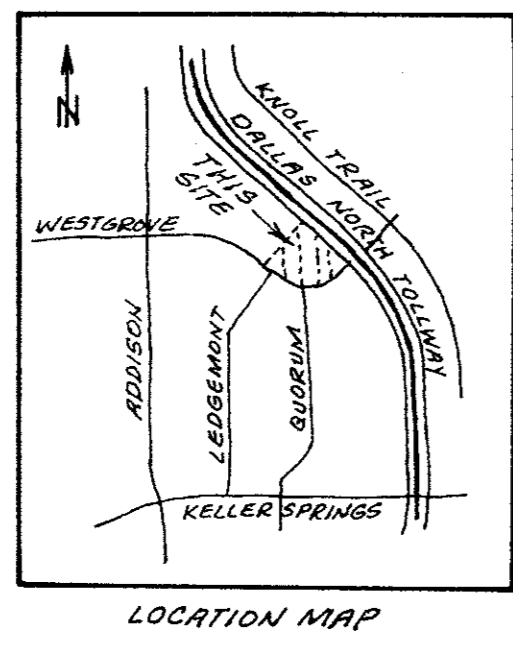 N
KNOLL TRAIL
DALLAS NORTH TOLLWAY
THIS
SITE
WESTGROVE
ADDISON
LEDGEMONT
QUORUM
KELLER SPRINGS
LOCATION MAP